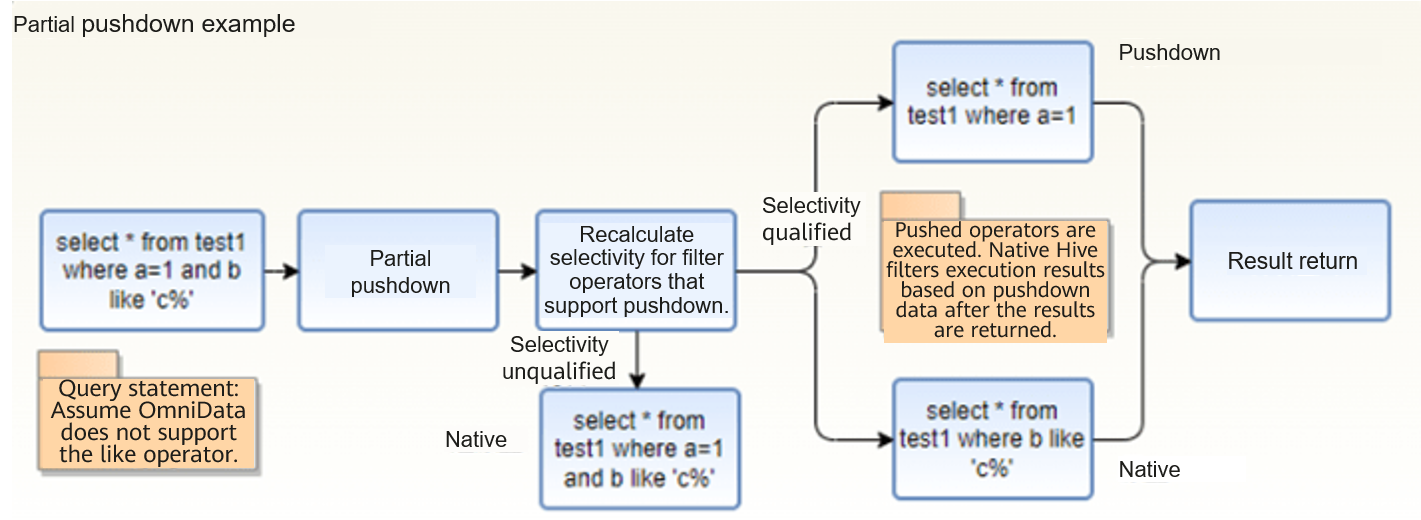 Partial pushdown example
select * from test1
where a=1 and b
like 'c%'
Query statement:
Assume OmniData
does not support
the like operator.
Partial
pushdown
Recalculate
selectivity for filter
operators that
support pushdown.
Selectivity
unqualified
Native
select * from
test1 where a=1
and b like 'c%'
Selectivity
qualified
select * from
test1 where a=1
Pushdown
Pushed operators are
executed. Native Hive
filters execution results
based on pushdown
data after the results
are returned.
select * from
test1 where b like
'c%'
Native
Result return